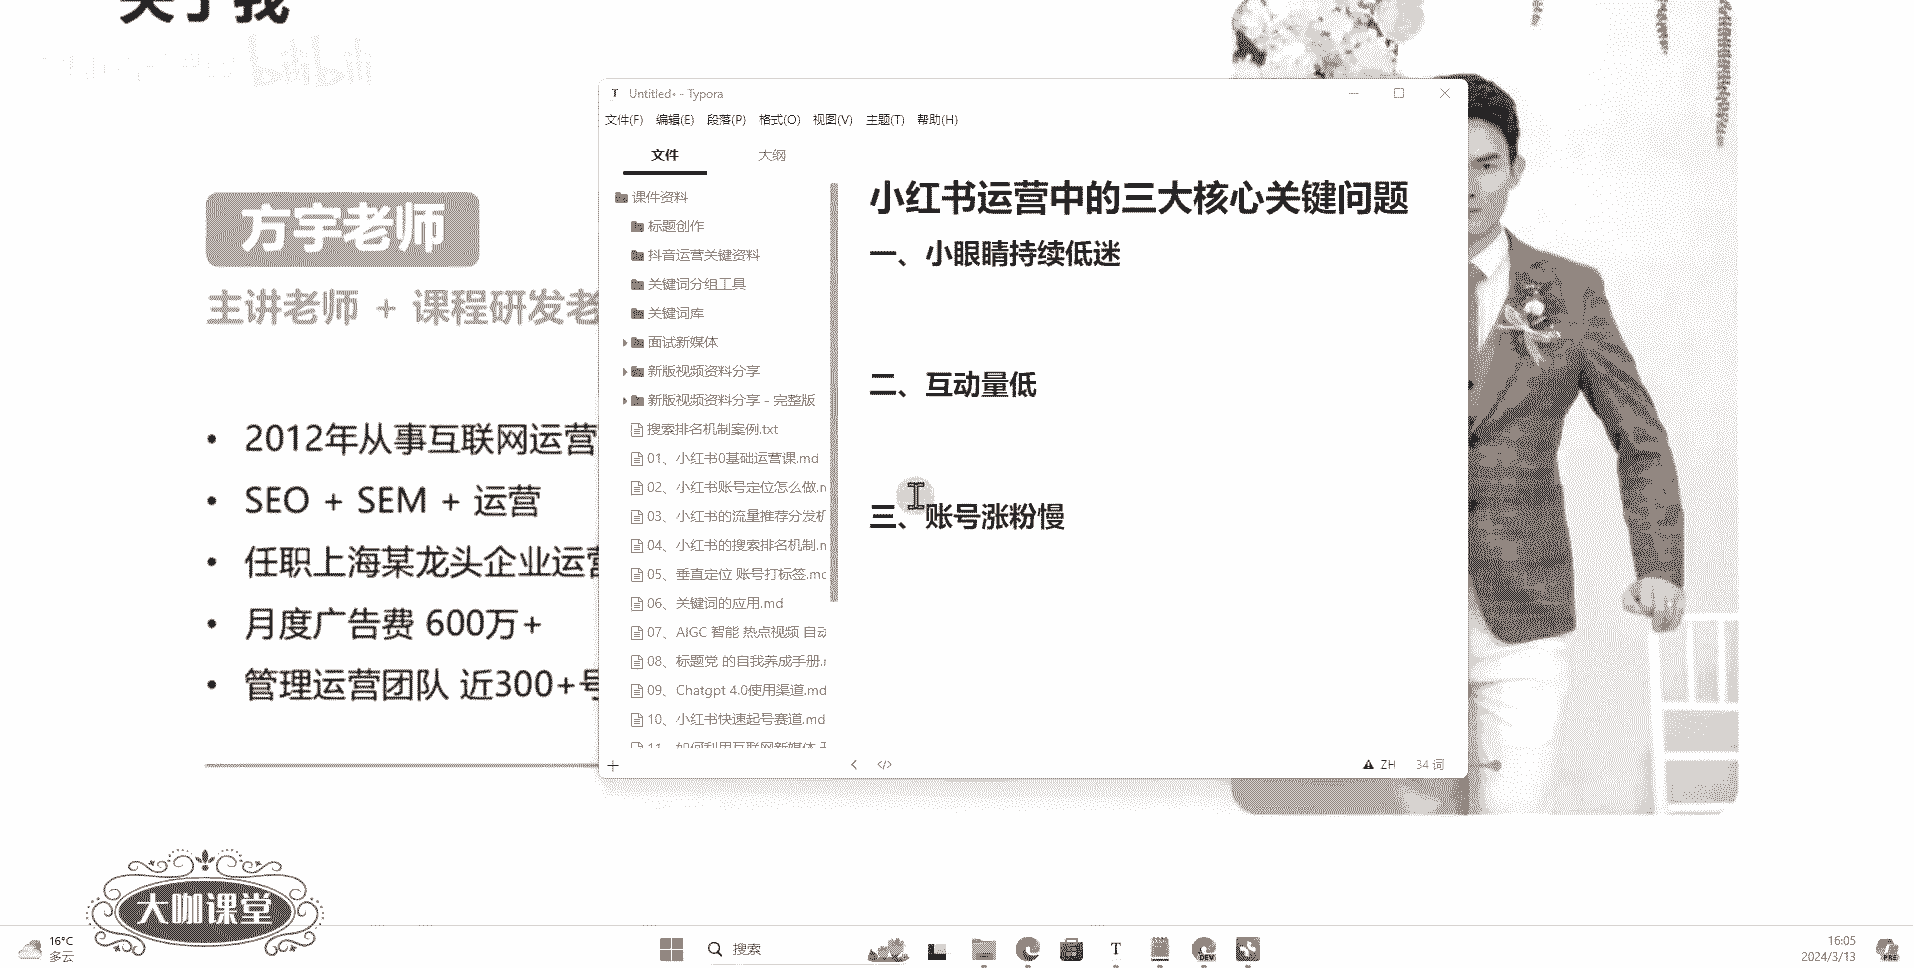 关于我
bilibili
方宇老师
主讲老师 + 课程研发老
2012年从事互联网运营
SEO + SEM + 运营
任职上海某龙头企业运营
月度广告费 600万+
管理运营团队 近300+号
Untitled• - Typora
文件(F) 编辑(E) 段落(P) 格式(O) 视图(V) 主题(T) 帮助(H)
文件 大纲
课件资料
标题创作
抖音运营关键资料
关键词分组工具
关键词库
面试新媒体
新版视频资料分享
新版视频资料分享 - 完整版
搜索排名机制案例.txt
01、小红书0基础运营课.md
02、小红书账号定位怎么做.m
03、小红书的流量推荐分发机
04、小红书的搜索排名机制.m
05、垂直定位 账号打标签.md
06、关键词的应用.md
07、AIGC 智能 热点视频 自动
08、标题党 的自我养成手册.m
09、Chatgpt 4.0使用渠道.md
10、小红书快速起号赛道.md
11、如何利用互联网新媒体
小红书运营中的三大核心关键问题
一、小眼睛持续低迷
二、互动量低
三、账号涨粉慢
ZH 34 词
大咖课堂
16°C
多云
搜索
T
DEV
16:05
2024/3/13
PRE